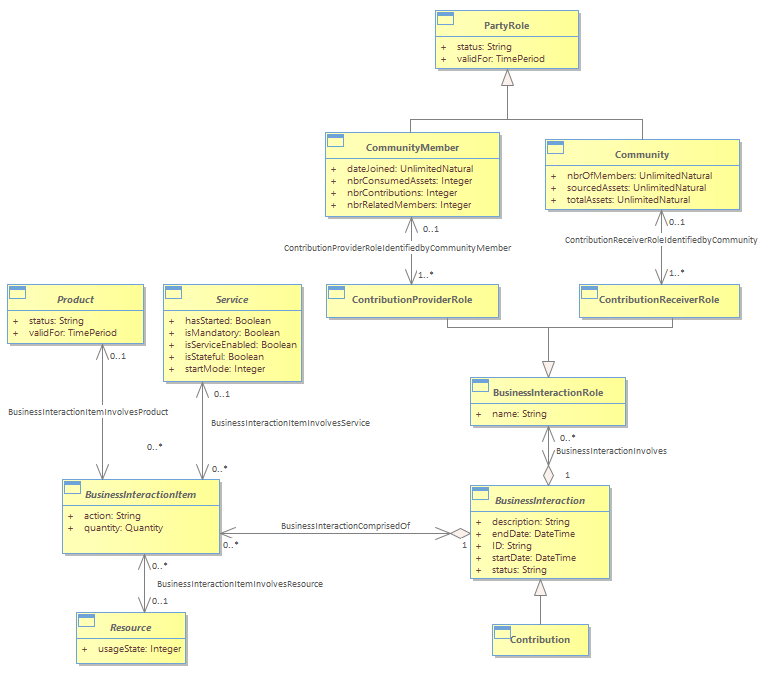 PartyRole
+ status: String
+ validFor: TimePeriod
CommunityMember
+ dateJoined: UnlimitedNatural
+ nbrConsumedAssets: Integer
+ nbrContributions: Integer
+ nbrRelatedMembers: Integer
Community
+ nbrOfMembers: UnlimitedNatural
+ sourcedAssets: UnlimitedNatural
+ totalAssets: UnlimitedNatural
0..1
ContributionProviderRoleIdentifiedbyCommunityMember
1..*
0..1
ContributionReceiverRoleIdentifiedbyCommunity
1..*
Product
+ status: String
+ validFor: TimePeriod
Service
+ hasStarted: Boolean
+ isMandatory: Boolean
+ isServiceEnabled: Boolean
+ isStateful: Boolean
+ startMode: Integer
ContributionProviderRole
ContributionReceiverRole
0..1
BusinessInteractionItemInvolvesProduct
0..*
0..1
BusinessInteractionItemInvolvesService
0..*
BusinessInteractionRole
+ name: String
0..*
BusinessInteractionInvolves
1
BusinessInteractionItem
+ action: String
+ quantity: Quantity
0..*
BusinessInteractionComprisedOf
1
BusinessInteraction
+ description: String
+ endDate: DateTime
+ ID: String
+ startDate: DateTime
+ status: String
0..*
BusinessInteractionItemInvolvesResource
0..1
Resource
+ usageState: Integer
Contribution